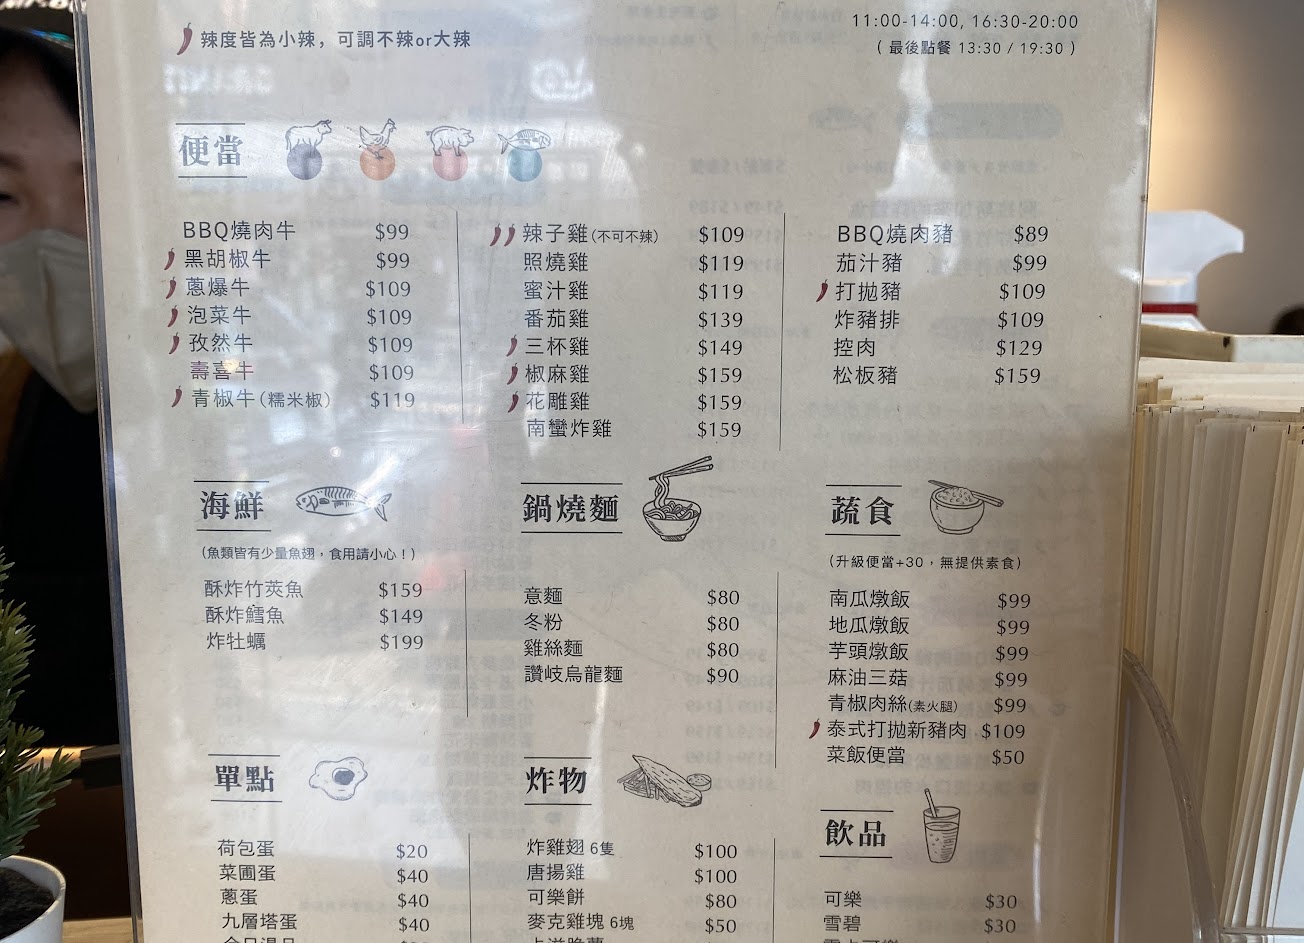 辣度皆為小辣，可調不辣or大辣
11:00-14:00, 16:30-20:00
( 最後點餐 13:30 / 19:30 )
便當
BBQ燒肉牛 $99
黑胡椒牛 $99
蔥爆牛 $109
泡菜牛 $109
孜然牛 $109
壽喜牛 $109
青椒牛(糯米椒) $119
辣子雞(不可不辣) $109
照燒雞 $119
蜜汁雞 $119
番茄雞 $139
三杯雞 $149
椒麻雞 $159
花雕雞 $159
南蠻炸雞 $159
BBQ燒肉豬 $89
茄汁豬 $99
打拋豬 $109
炸豬排 $109
控肉 $129
松板豬 $159
海鮮
(魚類皆有少量魚翅，食用請小心！)
酥炸竹莢魚 $159
酥炸鱈魚 $149
炸牡蠣 $199
鍋燒麵
意麵 $80
冬粉 $80
雞絲麵 $80
讚岐烏龍麵 $90
蔬食
(升級便當+30，無提供素食)
南瓜燉飯 $99
地瓜燉飯 $99
芋頭燉飯 $99
麻油三菇 $99
青椒肉絲(素火腿) $99
泰式打拋新豬肉 $109
菜飯便當 $50
單點
荷包蛋 $20
菜圃蛋 $40
蔥蛋 $40
九層塔蛋 $40
炸物
炸雞翅 6隻 $100
唐揚雞 $100
可樂餅 $80
麥克雞塊 6塊 $50
飲品
可樂 $30
雪碧 $30